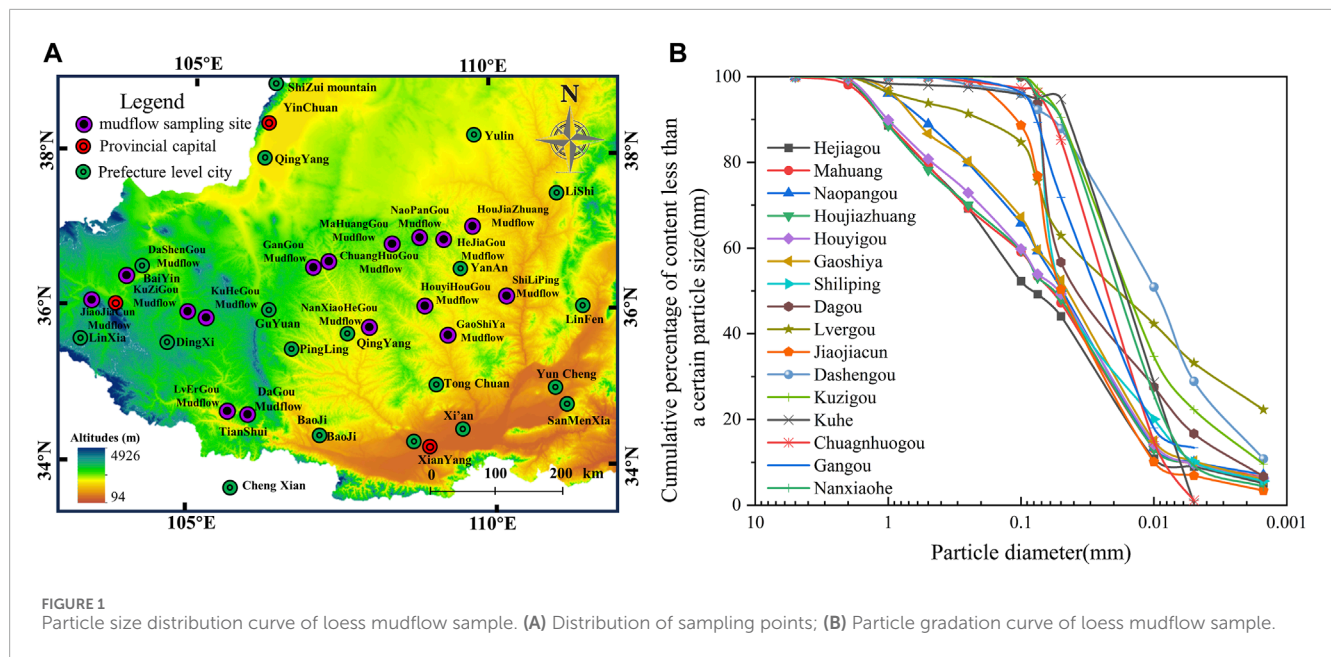 A
105°E
110°E
Legend
mudflow sampling site
Provincial capital
Prefecture level city
ShiZui mountain
YinChuan
N
Yulin
QingYang
LiShi
38°N
38°N
NaoPanGou
Mudflow
HouJiaZhuang
Mudflow
MaHuangGou
Mudflow
GanGou
Mudflow
ChuangHuoGou
Mudflow
HeJiaGou
Mudflow
YanAn
DaShenGou
Mudflow
BaiYin
KuZiGou
Mudflow
KuHeGou
Mudflow
HouyiHouGou
Mudflow
ShiLiPing
Mudflow
36°N
36°N
JiaoJiaCun
Mudflow
LinXia
DingXi
GuYuan
NanXiaoHeGou
Mudflow
QingYang
GaoShiYa
Mudflow
LinFen
PingLing
Tong Chuan
Yun Cheng
SanMenXia
LvErGou
Mudflow
DaGou
Mudflow
TianShui
BaoJi
BaoJi
Xi'an
XianYang
34°N
34°N
Altitudes (m)
4926
94
Cheng Xian
0 100 200 km
105°E
110°E
B
Cumulative percentage of content less than
a certain particle size(mm)
100
80
60
40
20
0
Hejiagou
Mahuang
Naopangou
Houjiazhuang
Houyigou
Gaoshiya
Shiliping
Dagou
Lvergou
Jiaojiacun
Dashengou
Kuzigou
Kuhe
Chuagnhuogou
Gangou
Nanxiaohe
10 1 0.1 0.01 0.001
Particle diameter(mm)
FIGURE 1
Particle size distribution curve of loess mudflow sample. (A) Distribution of sampling points; (B) Particle gradation curve of loess mudflow sample.